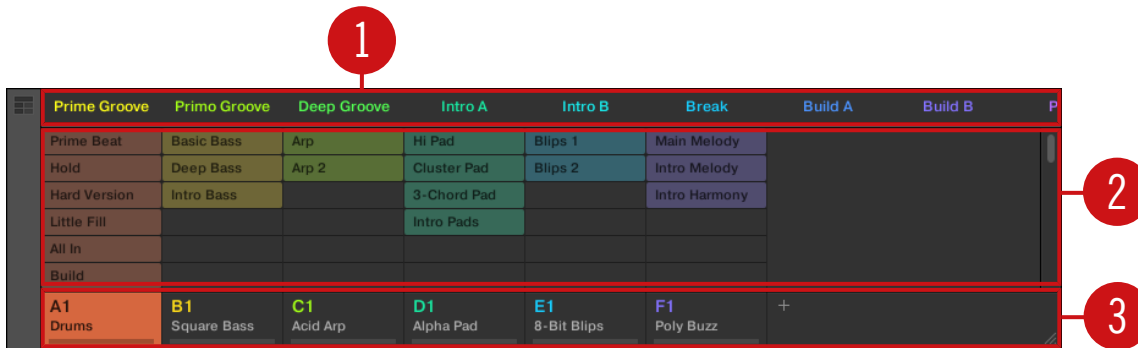 1
Prime Groove Primo Groove Deep Groove Intro A Intro B Break Build A Build B P
Prime Beat Basic Bass Arp Hi Pad Blips 1 Main Melody
Hold Deep Bass Arp 2 Cluster Pad Blips 2 Intro Melody
2
Hard Version Intro Bass 3-Chord Pad Intro Harmony
Little Fill Intro Pads
All In
Build
A1 B1 C1 D1 E1 F1 +
3
Drums Square Bass Acid Arp Alpha Pad 8-Bit Blips Poly Buzz